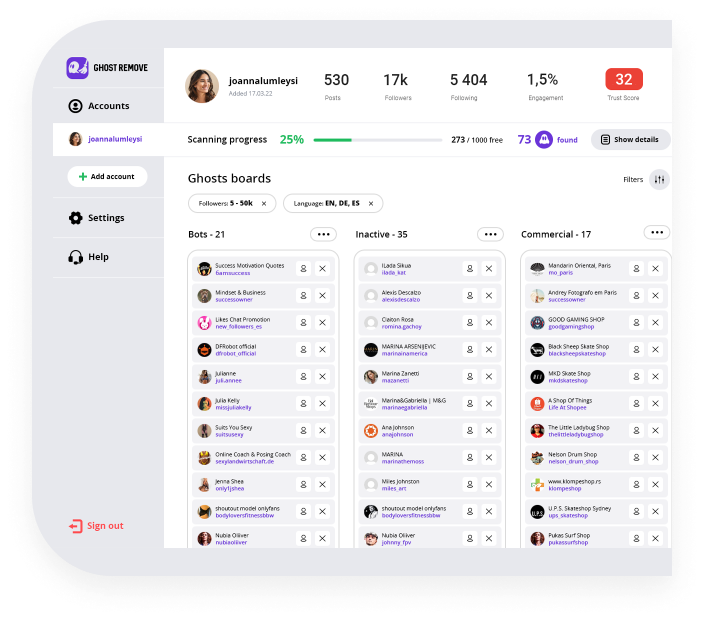 GHOST REMOVE
Accounts
joannalumleysi
Add account
Settings
Help
Sign out
joannalumleysi
Added 17.03.22
530
Posts
17k
Followers
5 404
Following
1,5%
Engagement
32
Trust Score
Scanning progress 25% 273 / 1000 free 73 found Show details
Ghosts boards
Filters
Followers: 5 - 50k
Language: EN, DE, ES
Bots - 21
Success Motivation Quotes
6amsuccess
Mindset & Business
successowner
Likes Chat Promotion
new_followers_es
DFRobot official
dfrobot_official
Julianne
juli.annee
Julia Kelly
missjuliakelly
Suits You Sexy
suitsusexy
Online Coach & Posing Coach
sexylandwirtschaft.de
Jenna Shea
only1jshea
shoutout model onlyfans
bodyloversfitnessbbw
Nubia Oliiver
nubiaoliiver
Inactive - 35
ILada Sikua
ilada_kat
Alexis Descalzo
alexisdescalzo
Claiton Rosa
romina.gachoy
MARINA ARSENIJEVIC
marinainamerica
Marina Zanetti
mazanetti
Marina&Gabriella | M&G
marinaegabriella
Ana Johnson
anajohnson
MARINA
marinathemoss
Miles Johnston
miles_art
shoutout model onlyfans
bodyloversfitnessbbw
Nubia Oliiver
johnny_fpv
Commercial - 17
Mandarin Oriental, Paris
mo_paris
Andrey Fotografo em Paris
successowner
GOOD GAMING SHOP
goodgamingshop
Black Sheep Skate Shop
blacksheepskateshop
MKD Skate Shop
mkdskateshop
A Shop Of Things
Life At Shopee
The Little Ladybug Shop
thelittleladybugshop
Nelson Drum Shop
nelson_drum_shop
www.klompeshop.rs
klompeshop
U.P.S. Skateshop Sydney
ups_skateshop
Pukas Surf Shop
pukassurfshop